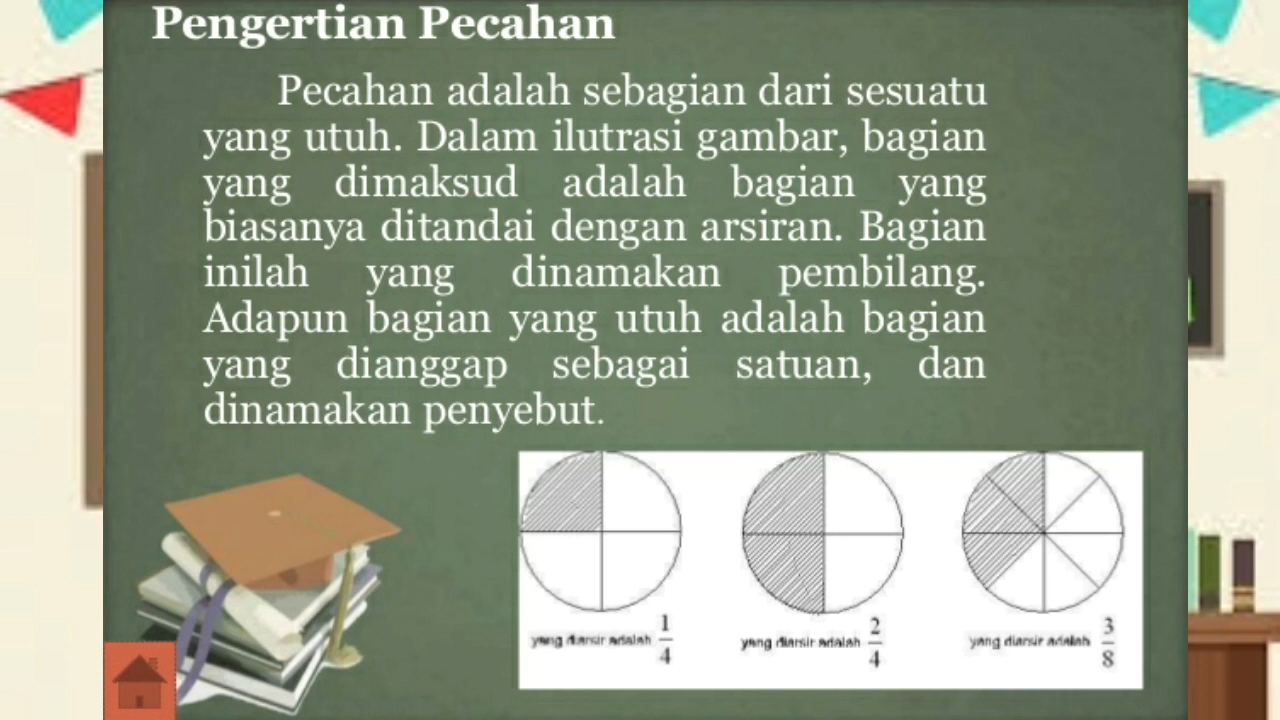 Pengertian Pecahan
Pecahan adalah sebagian dari sesuatu
yang utuh. Dalam ilutrasi gambar, bagian
yang dimaksud adalah bagian yang
biasanya ditandai dengan arsiran. Bagian
inilah yang dinamakan pembilang.
Adapun bagian yang utuh adalah bagian
yang dianggap sebagai satuan, dan
dinamakan penyebut.
yang diarsir adalah 1/4
yang diarsir adalah 2/4
yang diarsir adalah 3/8